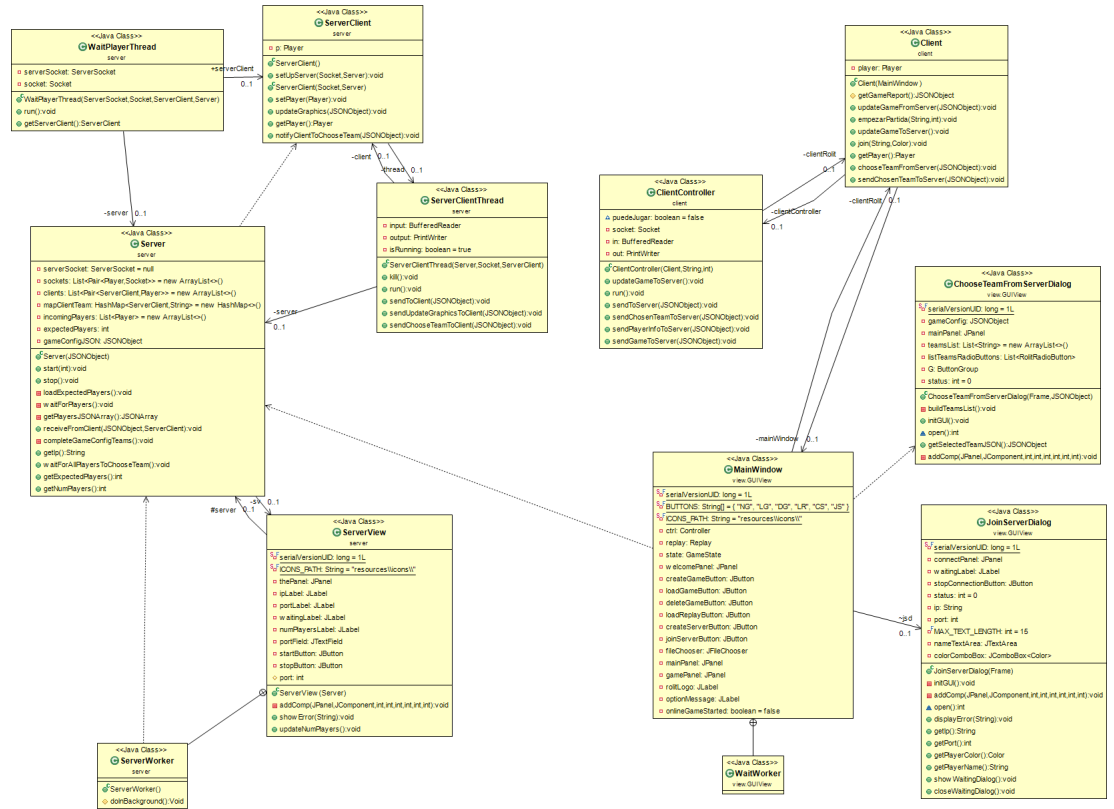 <<Java Class>>
WaitPlayerThread
server
serverSocket: ServerSocket
socket: Socket
WaitPlayerThread(ServerSocket,Socket,ServerClient,Server)
run():void
getServerClient():ServerClient
+serverClient
0..1
<<Java Class>>
ServerClient
server
p: Player
ServerClient()
setUpServer(Socket,Server):void
ServerClient(Socket,Server)
setPlayer(Player):void
updateGraphics(JSONObject):void
getPlayer():Player
notifyClientToChooseTeam(JSONObject):void
-client
0..1
-thread
0..1
<<Java Class>>
ServerClientThread
server
input: BufferedReader
output: PrintWriter
isRunning: boolean = true
ServerClientThread(Server,Socket,ServerClient)
kill():void
run():void
sendToClient(JSONObject):void
sendUpdateGraphicsToClient(JSONObject):void
sendChooseTeamToClient(JSONObject):void
-server
0..1
-server
0..1
<<Java Class>>
Server
server
serverSocket: ServerSocket = null
sockets: List<Pair<Player,Socket>> = new ArrayList<>()
clients: List<Pair<ServerClient,Player>> = new ArrayList<>()
mapClientTeam: HashMap<ServerClient,String> = new HashMap<>()
incomingPlayers: List<Player> = new ArrayList<>()
expectedPlayers: int
gameConfigJSON: JSONObject
Server(JSONObject)
start(int):void
stop():void
loadExpectedPlayers():void
waitForPlayers():void
getPlayersJSONArray():JSONArray
receiveFromClient(JSONObject,ServerClient):void
completeGameConfigTeams():void
getIp():String
waitForAllPlayersToChooseTeam():void
getExpectedPlayers():int
getNumPlayers():int
#server
0..1
-sv
0..1
<<Java Class>>
ServerView
server
serialVersionUID: long = 1L
ICONS_PATH: String = "resources\\icons\\"
thePanel: JPanel
ipLabel: JLabel
portLabel: JLabel
waitingLabel: JLabel
numPlayersLabel: JLabel
portField: JTextField
startButton: JButton
stopButton: JButton
port: int
ServerView(Server)
addComp(JPanel,JComponent,int,int,int,int,int,int):void
showError(String):void
updateNumPlayers():void
<<Java Class>>
ServerWorker
server
ServerWorker()
doInBackground():Void
<<Java Class>>
Client
client
player: Player
Client(MainWindow)
getGameReport():JSONObject
updateGameFromServer(JSONObject):void
empezarPartida(String,int):void
updateGameToServer():void
join(String,Color):void
getPlayer():Player
chooseTeamFromServer(JSONObject):void
sendChosenTeamToServer(JSONObject):void
-clientRolit
0..1
-clientController
0..1
-clientRolit
0..1
<<Java Class>>
ClientController
client
puedeJugar: boolean = false
socket: Socket
in: BufferedReader
out: PrintWriter
ClientController(Client,String,int)
updateGameToServer():void
run():void
sendToServer(JSONObject):void
sendChosenTeamToServer(JSONObject):void
sendPlayerInfoToServer(JSONObject):void
sendGameToServer(JSONObject):void
<<Java Class>>
ChooseTeamFromServerDialog
view.GUIView
serialVersionUID: long = 1L
gameConfig: JSONObject
mainPanel: JPanel
teamsList: List<String> = new ArrayList<>()
listTeamsRadioButtons: List<RolitRadioButton>
G: ButtonGroup
status: int = 0
ChooseTeamFromServerDialog(Frame,JSONObject)
buildTeamsList():void
initGUI():void
open():int
getSelectedTeamJSON():JSONObject
addComp(JPanel,JComponent,int,int,int,int,int,int):void
-mainWindow
0..1
<<Java Class>>
MainWindow
view.GUIView
serialVersionUID: long = 1L
BUTTONS: String[] = { "NG", "LG", "DG", "LR", "CS", "JS" }
ICONS_PATH: String = "resources\\icons\\"
ctrl: Controller
replay: Replay
state: GameState
welcomePanel: JPanel
createGameButton: JButton
loadGameButton: JButton
deleteGameButton: JButton
loadReplayButton: JButton
createServerButton: JButton
joinServerButton: JButton
fileChooser: JFileChooser
mainPanel: JPanel
gamePanel: JPanel
rolitLogo: JLabel
optionMessage: JLabel
onlineGameStarted: boolean = false
~jsd
0..1
<<Java Class>>
WaitWorker
view.GUIView
<<Java Class>>
JoinServerDialog
view.GUIView
serialVersionUID: long = 1L
connectPanel: JPanel
waitingLabel: JLabel
stopConnectionButton: JButton
status: int = 0
ip: String
port: int
MAX_TEXT_LENGTH: int = 15
nameTextArea: JTextArea
colorComboBox: JComboBox<Color>
JoinServerDialog(Frame)
initGUI():void
addComp(JPanel,JComponent,int,int,int,int,int,int):void
open():int
displayError(String):void
getIp():String
getPort():int
getPlayerColor():Color
getPlayerName():String
showWaitingDialog():void
closeWaitingDialog():void